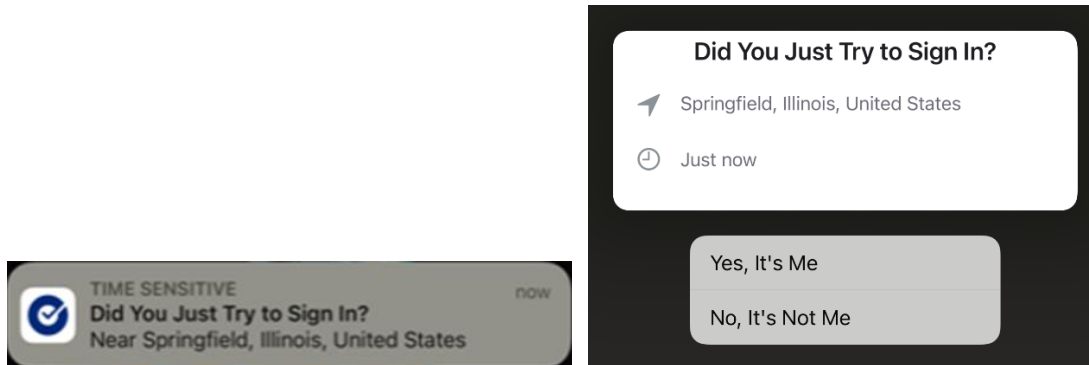 TIME SENSITIVE
now
Did You Just Try to Sign In?
Near Springfield, Illinois, United States
Did You Just Try to Sign In?
Springfield, Illinois, United States
Just now
Yes, It's Me
No, It's Not Me